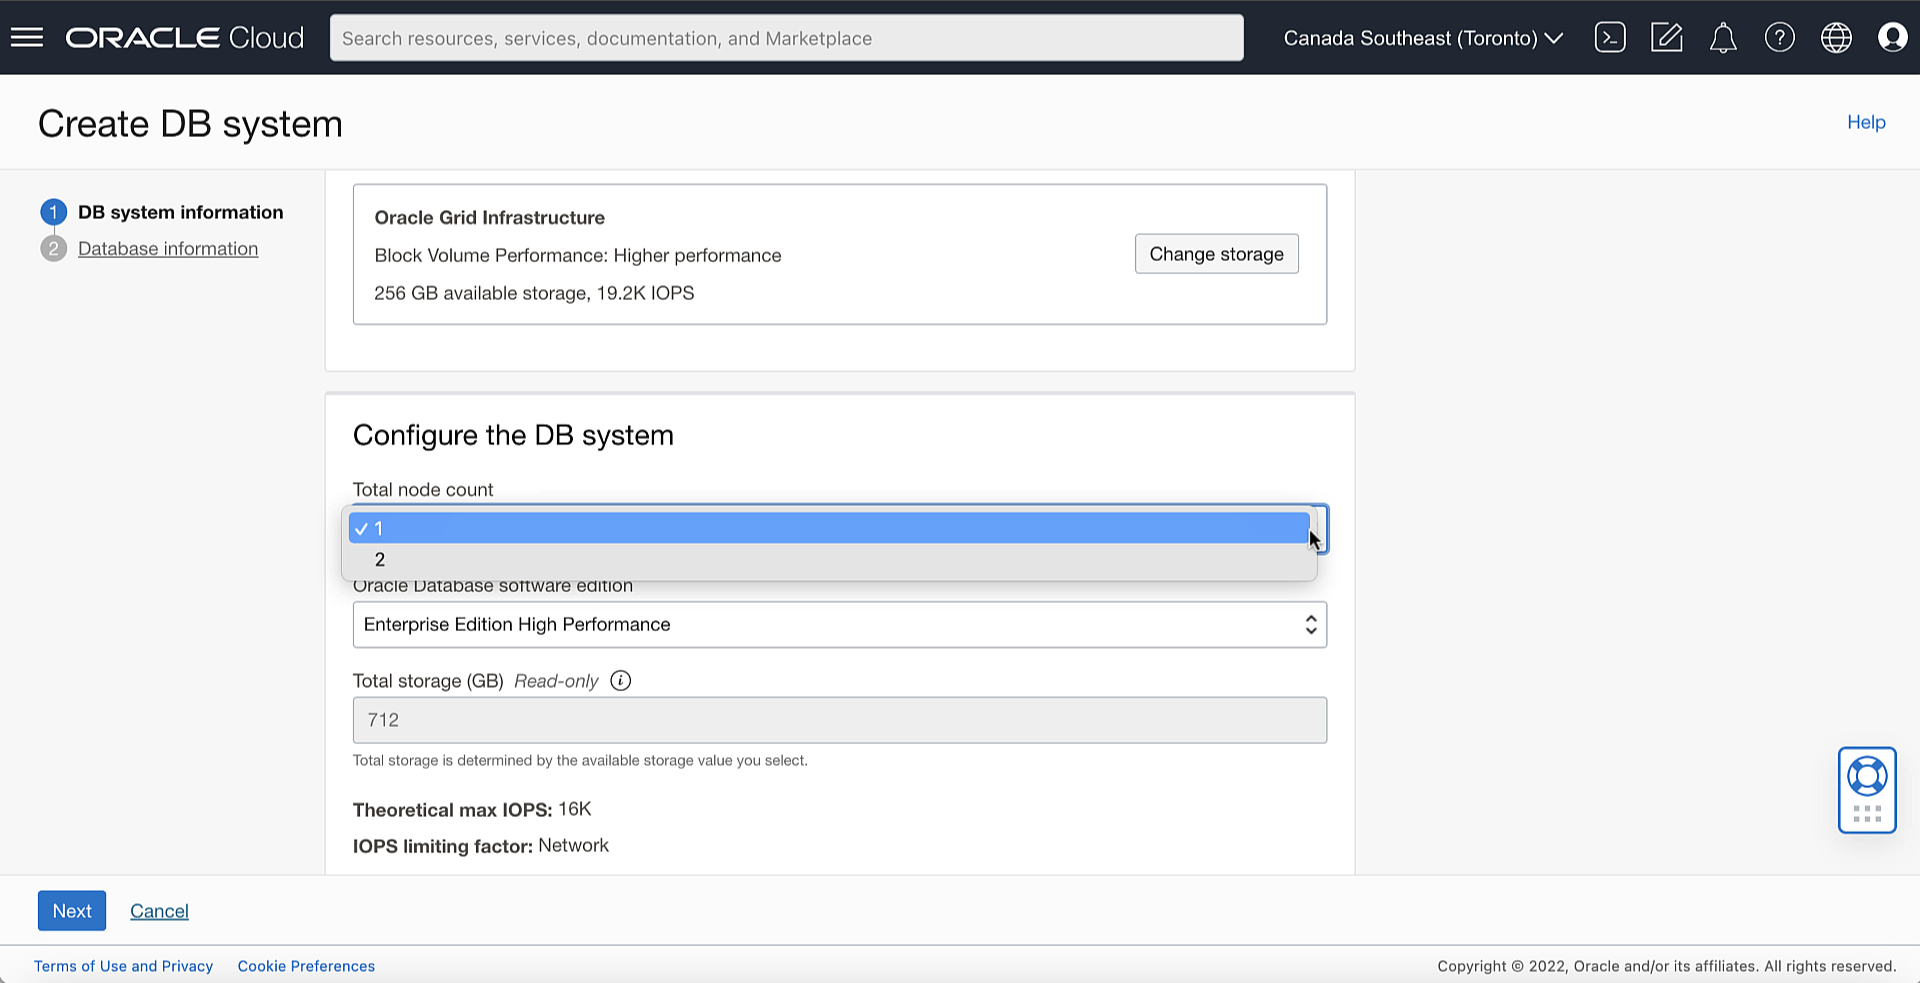 ORACLE Cloud
Search resources, services, documentation, and Marketplace
Canada Southeast (Toronto)
Create DB system
Help
1 DB system information
2 Database information
Oracle Grid Infrastructure
Block Volume Performance: Higher performance
256 GB available storage, 19.2K IOPS
Change storage
Configure the DB system
Total node count
✓ 1
2
Oracle Database software edition
Enterprise Edition High Performance
Total storage (GB) Read-only
712
Total storage is determined by the available storage value you select.
Theoretical max IOPS: 16K
IOPS limiting factor: Network
Next
Cancel
Terms of Use and Privacy
Cookie Preferences
Copyright © 2022, Oracle and/or its affiliates. All rights reserved.